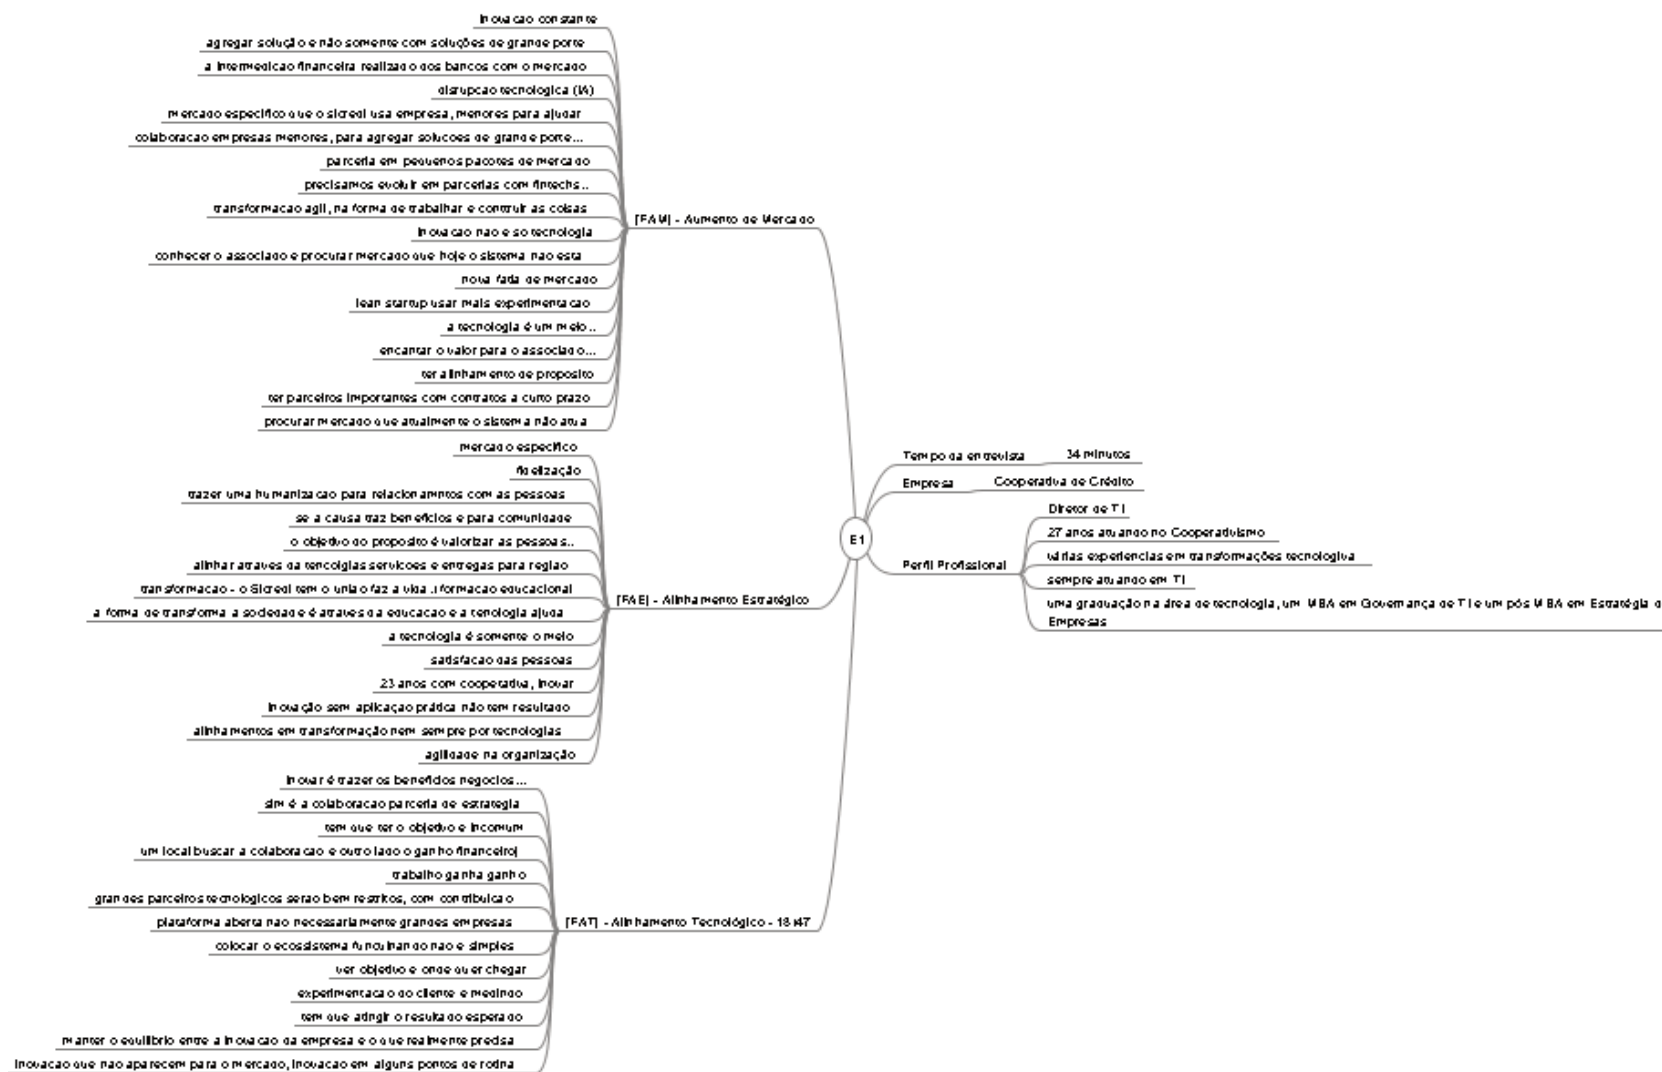 inovacao constante
agregar solução e não somente com soluções de grande porte
a intermedicao financeira realizado dos bancos com o mercado
disrupcao tecnologica (IA)
mercado especifico que o sicredi usa empresa, menores para ajudar
colaboracao empresas menores, para agregar solucoes de grande porte...
parceria em pequenos pacotes de mercado
precisamos evoluir em parcerias com fintechs..
transformacao agil, na forma de trabalhar e contruir as coisas
inovacao nao e so tecnologia
conhecer o associado e procurar mercado que hoje o sistema nao esta
nova fatia de mercado
lean startup usar mais experimentacao
a tecnologia é um meio..
encantar o valor para o associado...
ter alinhamento de proposito
ter parceiros importantes com contratos a curto prazo
procurar mercado que atualmente o sistema não atua
[FAM] - Aumento de Mercado
mercado especifico
fidelização
trazer uma humanizacao para relacionamntos com as pessoas
se a causa traz beneficios e para comunidade
o objetivo do proposito é valorizar as pessoas..
alinhar atraves da tencolgias servicoes e entregas para regiao
transformacao - o Sicredi tem o uniao faz a vida .. formacao educacional
a forma de transforma a sociedade é atraves da educacao e a tenologia ajuda
a tecnologia é somente o meio
satisfacao das pessoas
23 anos com cooperativa, inovar
inovação sem aplicaçao prática não tem resultado
alinhamentos em transformação nem sempre por tecnologias
agilidade na organização
[FAE] - Alinhamento Estratégico
inovar é trazer os beneficios negocios...
sim é a colaboracao parceria de estrategia
tem que ter o objetivo e incomum
um local buscar a colaboracao e outro lado o ganho financeiro
trabalho ganha ganho
grandes parceiros tecnologicos serao bem restritos, com contribuicao
plataforma aberta nao necessariamente grandes empresas
colocar o ecossistema nao e simples
ver objetivo e onde quer chegar
experimentacao do cliente e medindo
tem que atingir o resultado esperado
manter o equilibrio entre a inovacao da empresa e o que realmente precisa
inovacao que nao aparecem para o mercado, inovacao em alguns pontos de rotina
[FAT] - Alinhamento Tecnológico - 18:47
E1
Tempo da entrevista
34 minutos
Empresa
Cooperativa de Crédito
Perfil Profissional
Diretor de TI
27 anos atuando no Cooperativismo
várias experiencias em transformações tecnologiva
sempre atuando em TI
uma graduação na área de tecnologia, um MBA em Governança de TI e um pós MBA em Estratégia
Empresas